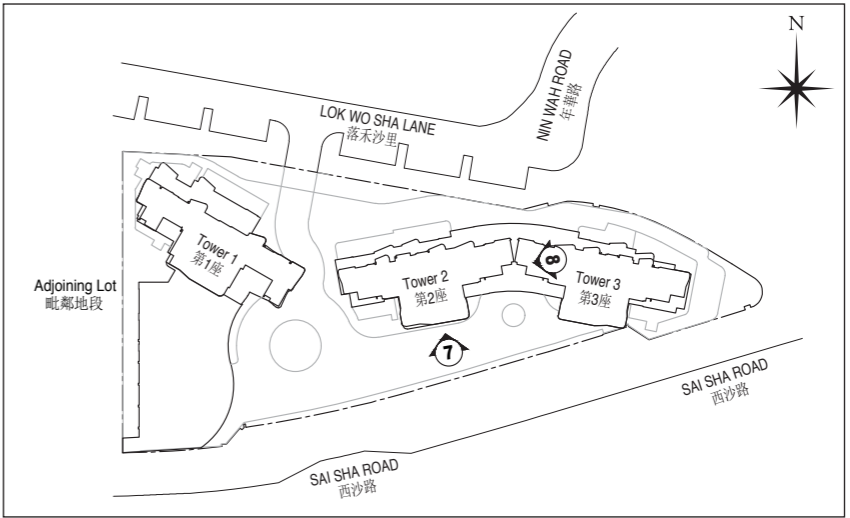 N
NIN WAH ROAD
年華路
LOK WO SHA LANE
落禾沙里
Tower 1
第1座
Tower 2
第2座
8
Tower 3
第3座
Adjoining Lot
毗鄰地段
7
SAI SHA ROAD
西沙路
SAI SHA ROAD
西沙路